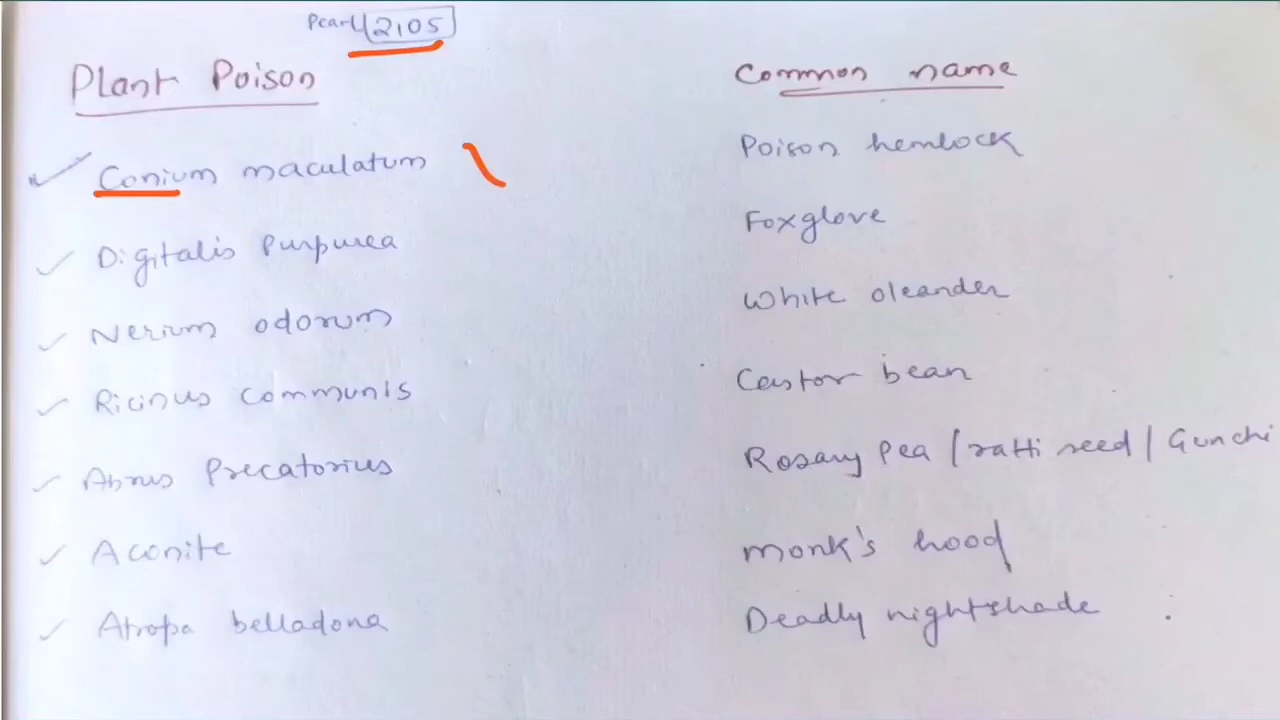 Pearl 2105
Plant Poison Common name
Conium maculatum Poison hemlock
Digitalis purpurea Foxglove
Nerium odorum White oleander
Ricinus communis Castor bean
Abrus Precatorius Rosary Pea / ratti seed / Gunchi
Aconite Monk's hood
Atropa belladona Deadly nightshade